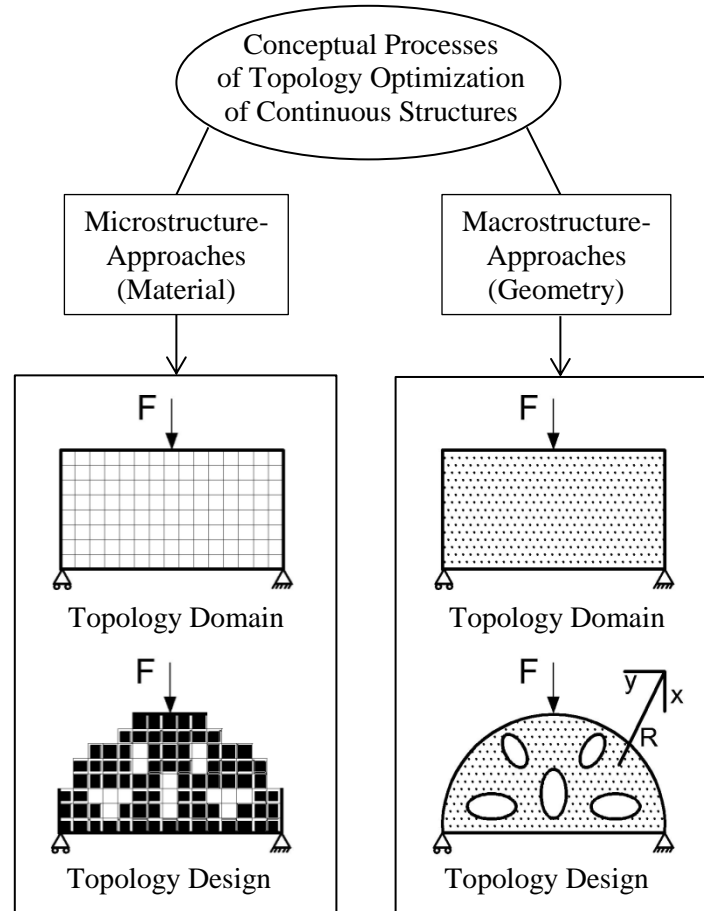 Conceptual Processes
of Topology Optimization
of Continuous Structures
Microstructure-
Approaches
(Material)
Macrostructure-
Approaches
(Geometry)
F
Topology Domain
F
Topology Design
F
Topology Domain
F
y
x
R
Topology Design